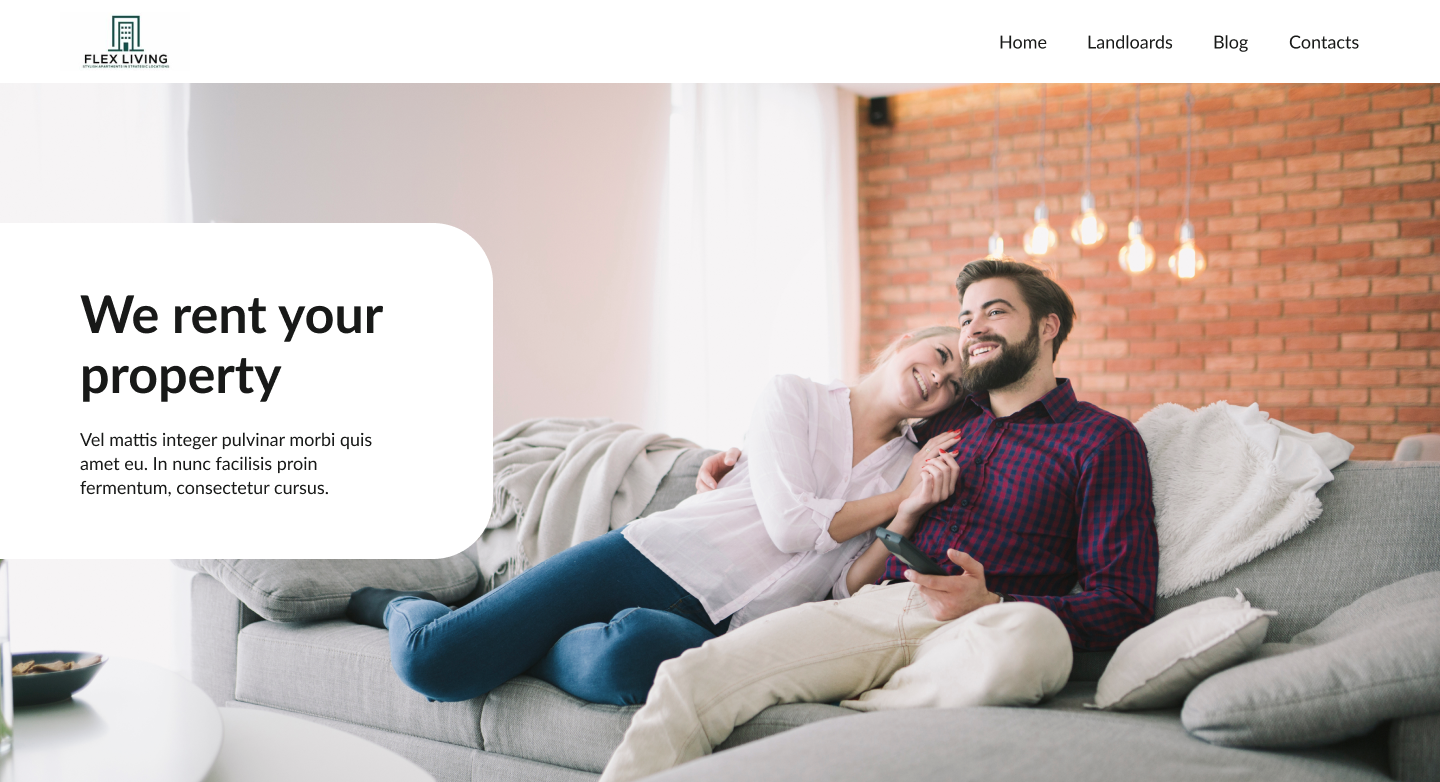 FLEX LIVING
STYLISH APARTMENTS IN STRATEGIC LOCATIONS
Home Landloards Blog Contacts
We rent your
property
Vel mattis integer pulvinar morbi quis
amet eu. In nunc facilisis proin
fermentum, consectetur cursus.